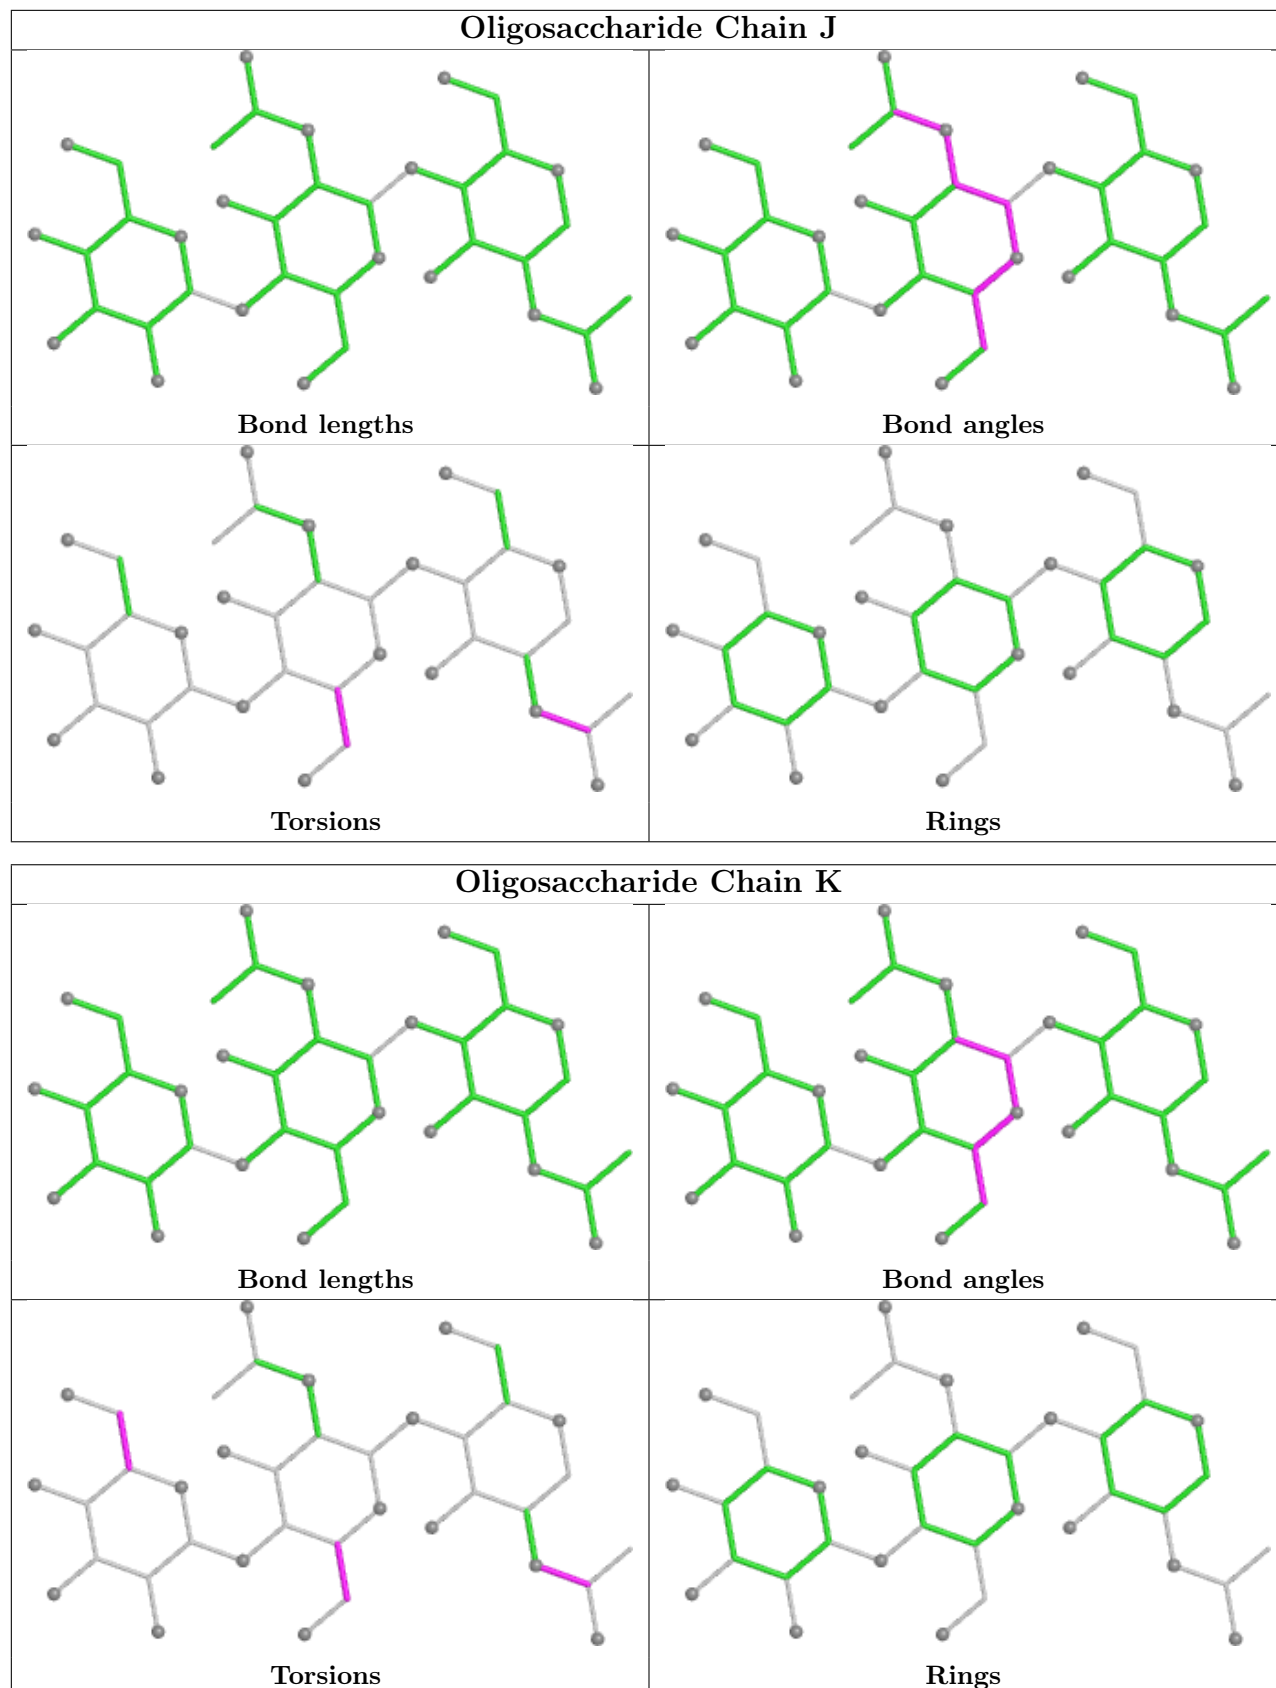 Oligosaccharide Chain J
Bond lengths
Bond angles
Torsions
Rings
Oligosaccharide Chain K
Bond lengths
Bond angles
Torsions
Rings